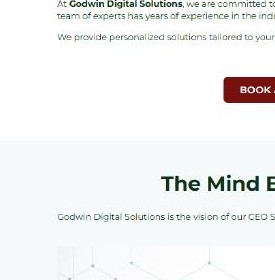 At Godwin Digital Solutions, we are committed to
team of experts has years of experience in the
We provide personalized solutions tailored to your
BOOK
The Mind
Godwin Digital Solutions is the vision of our CEO